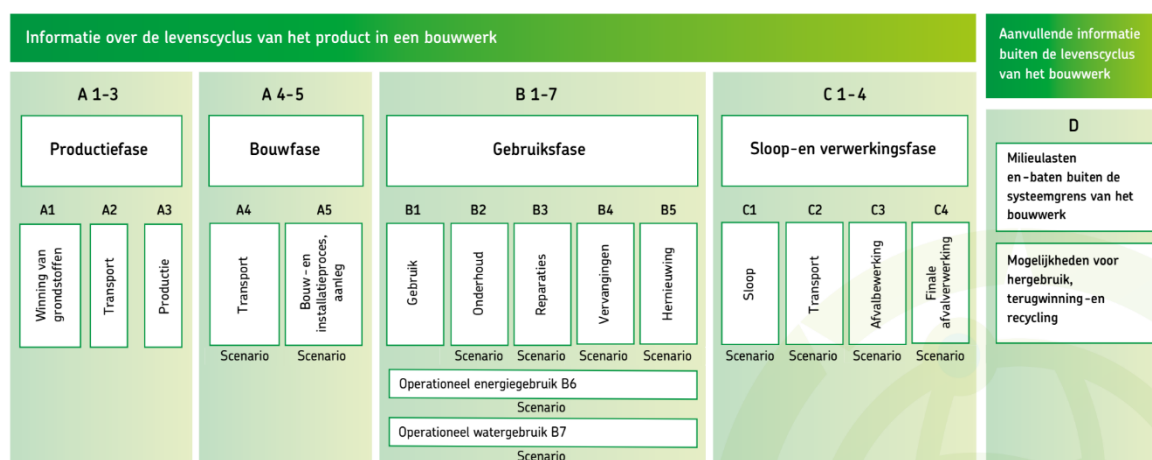 Informatie over de levenscyclus van het product in een bouwwerk
Aanvullende informatie
buiten de levenscyclus
van het bouwwerk
A 1-3
Productiefase
A1
Winning van
grondstoffen
A2
Transport
A3
Productie
A 4-5
Bouwfase
A4
Transport
Scenario
A5
Bouw-en
installatieproces,
aanleg
Scenario
B 1-7
Gebruiksfase
B1
Gebruik
B2
Onderhoud
Scenario
B3
Reparaties
Scenario
B4
Vervangingen
Scenario
B5
Hernieuwing
Scenario
Operationeel energiegebruik B6
Scenario
Operationeel watergebruik B7
Scenario
C 1-4
Sloop-en verwerkingsfase
C1
Sloop
Scenario
C2
Transport
Scenario
C3
Afvalbewerking
Scenario
C4
Finale
afvalverwerking
Scenario
D
Milieulasten
en-baten buiten de
systeemgrens van het
bouwwerk
Mogelijkheden voor
hergebruik,
terugwinning-en
recycling